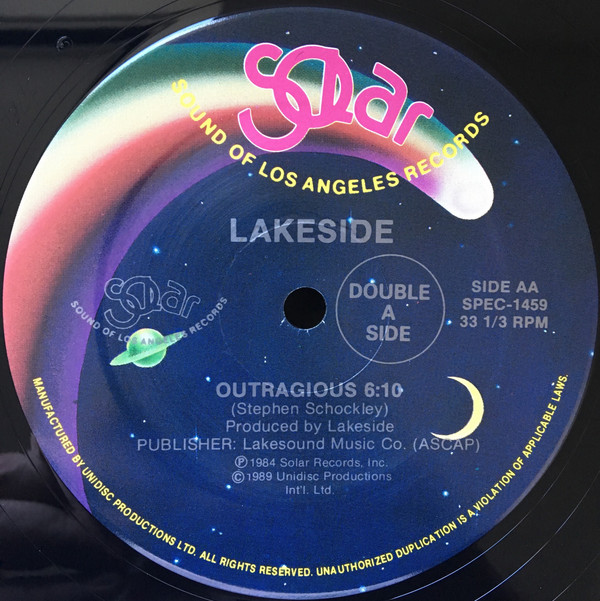 SOLAR
SOUND OF LOS ANGELES RECORDS
LAKESIDE
SOLAR
SOUND OF LOS ANGELES RECORDS
DOUBLE
A
SIDE
SIDE AA
SPEC-1459
33 1/3 RPM
OUTRAGIOUS 6:10
(Stephen Schockley)
Produced by Lakeside
PUBLISHER: Lakesound Music Co. (ASCAP)
Ⓟ 1984 Solar Records, Inc.
© 1989 Unidisc Productions
Int'l. Ltd.
MANUFACTURED BY UNIDISC PRODUCTIONS LTD. ALL RIGHTS RESERVED. UNAUTHORIZED DUPLICATION IS A VIOLATION OF APPLICABLE LAWS.